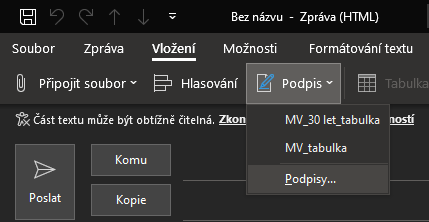 Bez názvu - Zpráva (HTML)
Soubor Zpráva Vložení Možnosti Formátování textu
Připojit soubor Hlasování Podpis Tabulka
MV_30 let_tabulka
MV_tabulka
Podpisy...
Část textu může být obtížně čitelná. Zkon ností
Poslat
Komu
Kopie